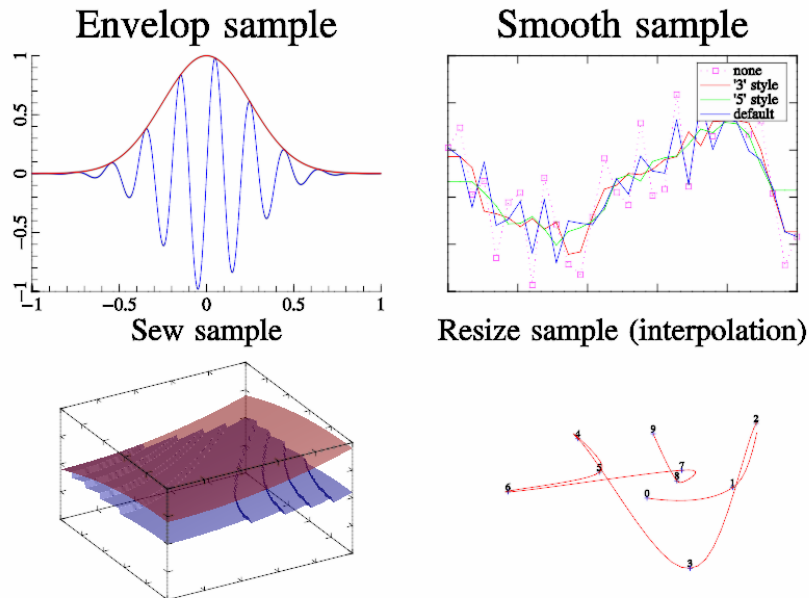 Envelop sample
Smooth sample
1
0.5
0
−0.5
−1
−1
−0.5
0
0.5
1
none
'3' style
'5' style
default
Sew sample
Resize sample (interpolation)
4
9
2
5
7
8
6
0
1
3